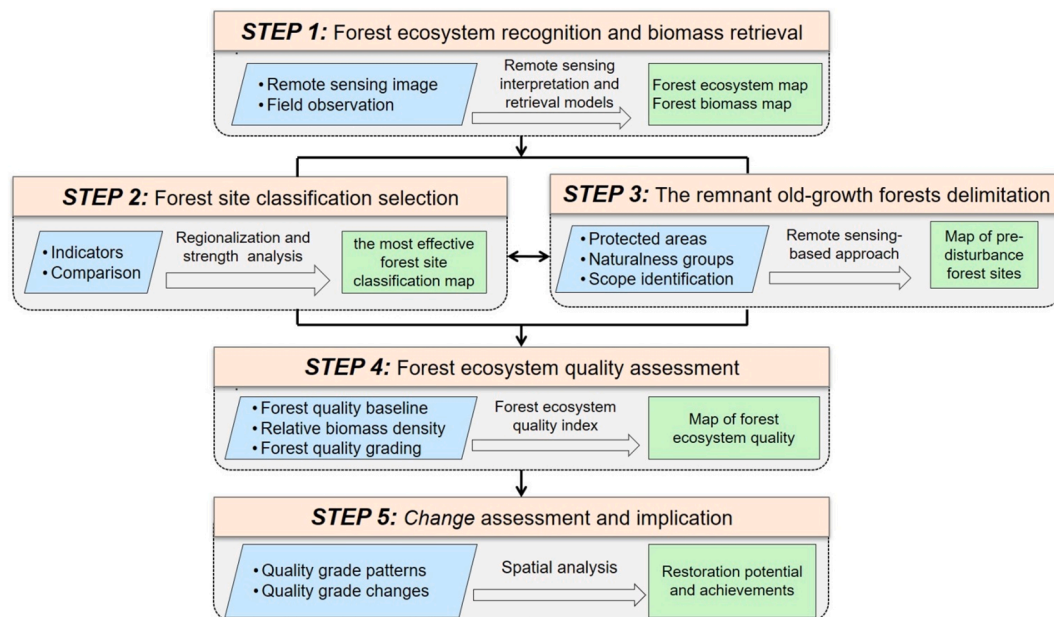 STEP 1: Forest ecosystem recognition and biomass retrieval
• Remote sensing image
• Field observation
Remote sensing
interpretation and
retrieval models
Forest ecosystem map
Forest biomass map
STEP 2: Forest site classification selection
• Indicators
• Comparison
Regionalization and
strength analysis
the most effective
forest site
classification map
STEP 3: The remnant old-growth forests delimitation
• Protected areas
• Naturalness groups
• Scope identification
Remote sensing-
based approach
Map of pre-
disturbance
forest sites
STEP 4: Forest ecosystem quality assessment
• Forest quality baseline
• Relative biomass density
• Forest quality grading
Forest ecosystem
quality index
Map of forest
ecosystem quality
STEP 5: Change assessment and implication
• Quality grade patterns
• Quality grade changes
Spatial analysis
Restoration potential
and achievements